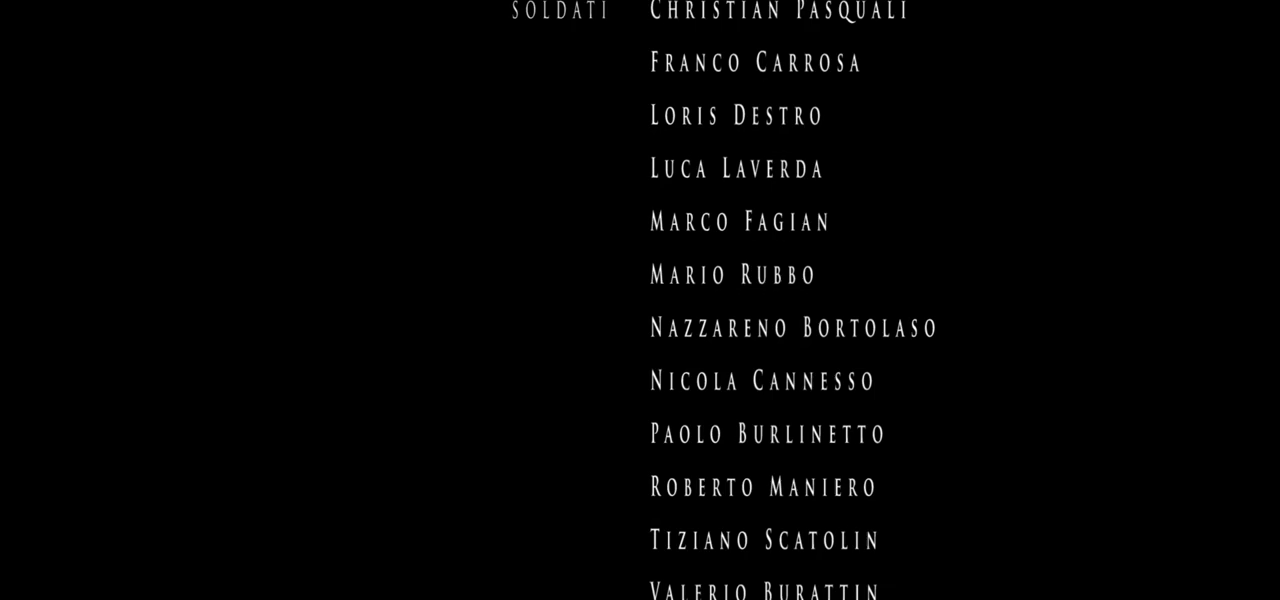 SOLDATI CHRISTIAN PASQUALI
FRANCO CARROSA
LORIS DESTRO
LUCA LAVERDA
MARCO FAGIAN
MARIO RUBBO
NAZZARENO BORTOLASO
NICOLA CANNESSO
PAOLO BURLINETTO
ROBERTO MANIERO
TIZIANO SCATOLIN
VALERIO BURATTIN